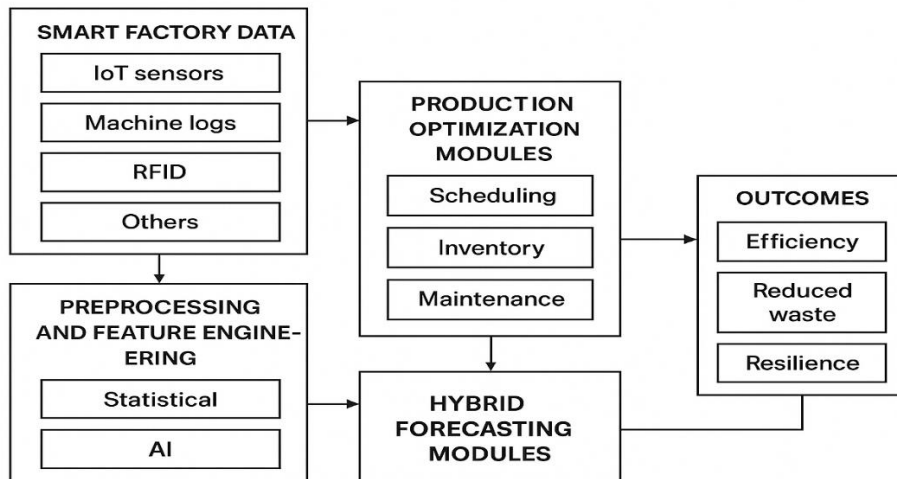 SMART FACTORY DATA
IoT sensors
Machine logs
RFID
Others
PREPROCESSING
AND FEATURE ENGINE-
ERING
Statistical
AI
PRODUCTION
OPTIMIZATION
MODULES
Scheduling
Inventory
Maintenance
HYBRID
FORECASTING
MODULES
OUTCOMES
Efficiency
Reduced
waste
Resilience